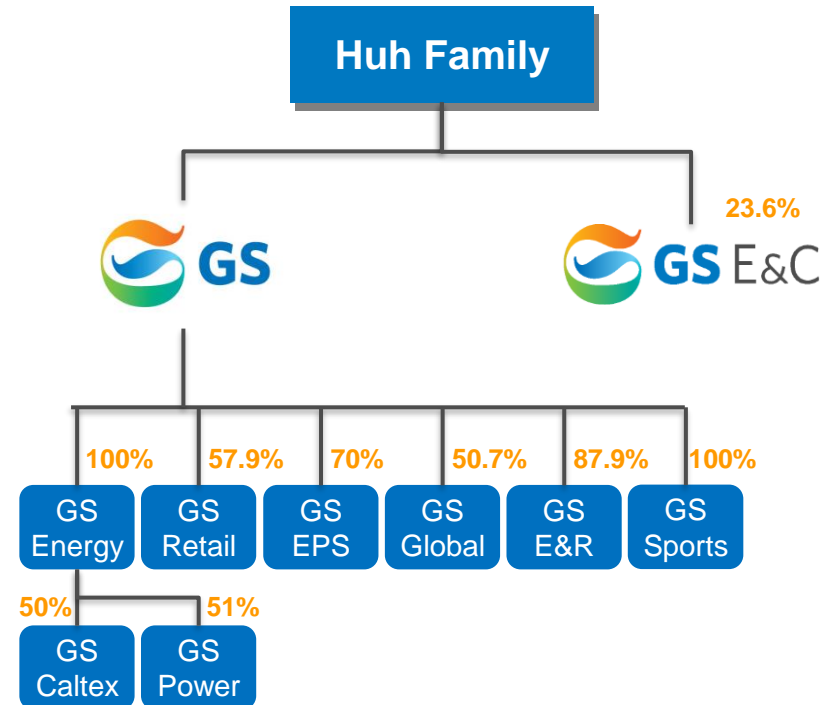 Huh Family
23.6%
GS
GS E&C
100%
57.9%
70%
50.7%
87.9%
100%
GS
Energy
GS
Retail
GS
EPS
GS
Global
GS
E&R
GS
Sports
50%
51%
GS
Caltex
GS
Power